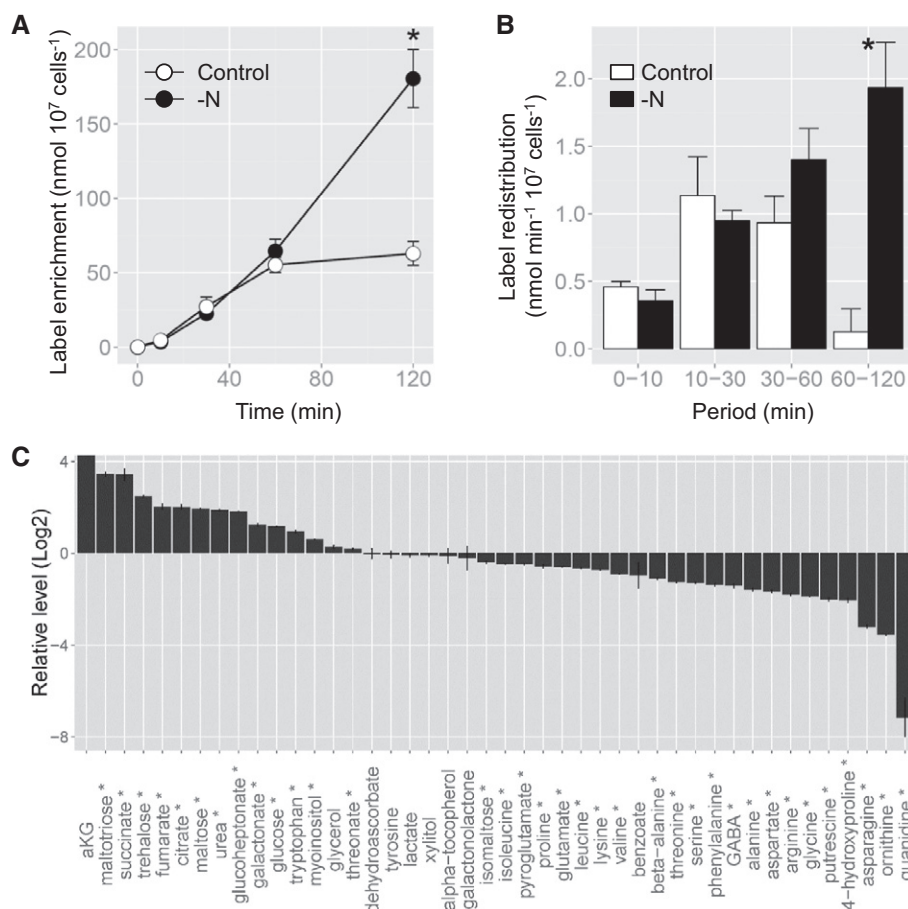 A
Label enrichment (nmol 10⁷ cells⁻¹)
200
150
100
50
0
Control
-N
*
0
40
80
120
Time (min)
B
Label redistribution
(nmol min⁻¹ 10⁷ cells⁻¹)
2.0
1.5
1.0
0.5
0.0
Control
-N
*
0−10
10−30
30−60
60−120
Period (min)
C
Relative level (Log2)
4
0
−4
−8
aKG
maltotriose *
succinate *
trehalose *
fumarate *
citrate *
maltose *
urea *
glucoheptonate *
galactonate *
glucose *
tryptophan *
myoinositol *
glycerol
threonate *
dehydroascorbate
tyrosine
lactate
xylitol
alpha-tocopherol
galactonolactone
isomaltose *
isoleucine *
pyroglutamate *
proline *
glutamate *
leucine *
lysine *
valine *
benzoate
beta-alanine *
threonine *
serine *
phenylalanine *
GABA *
alanine *
aspartate *
arginine *
glycine *
putrescine *
4-hydroxyproline *
asparagine *
ornithine *
guanidine *